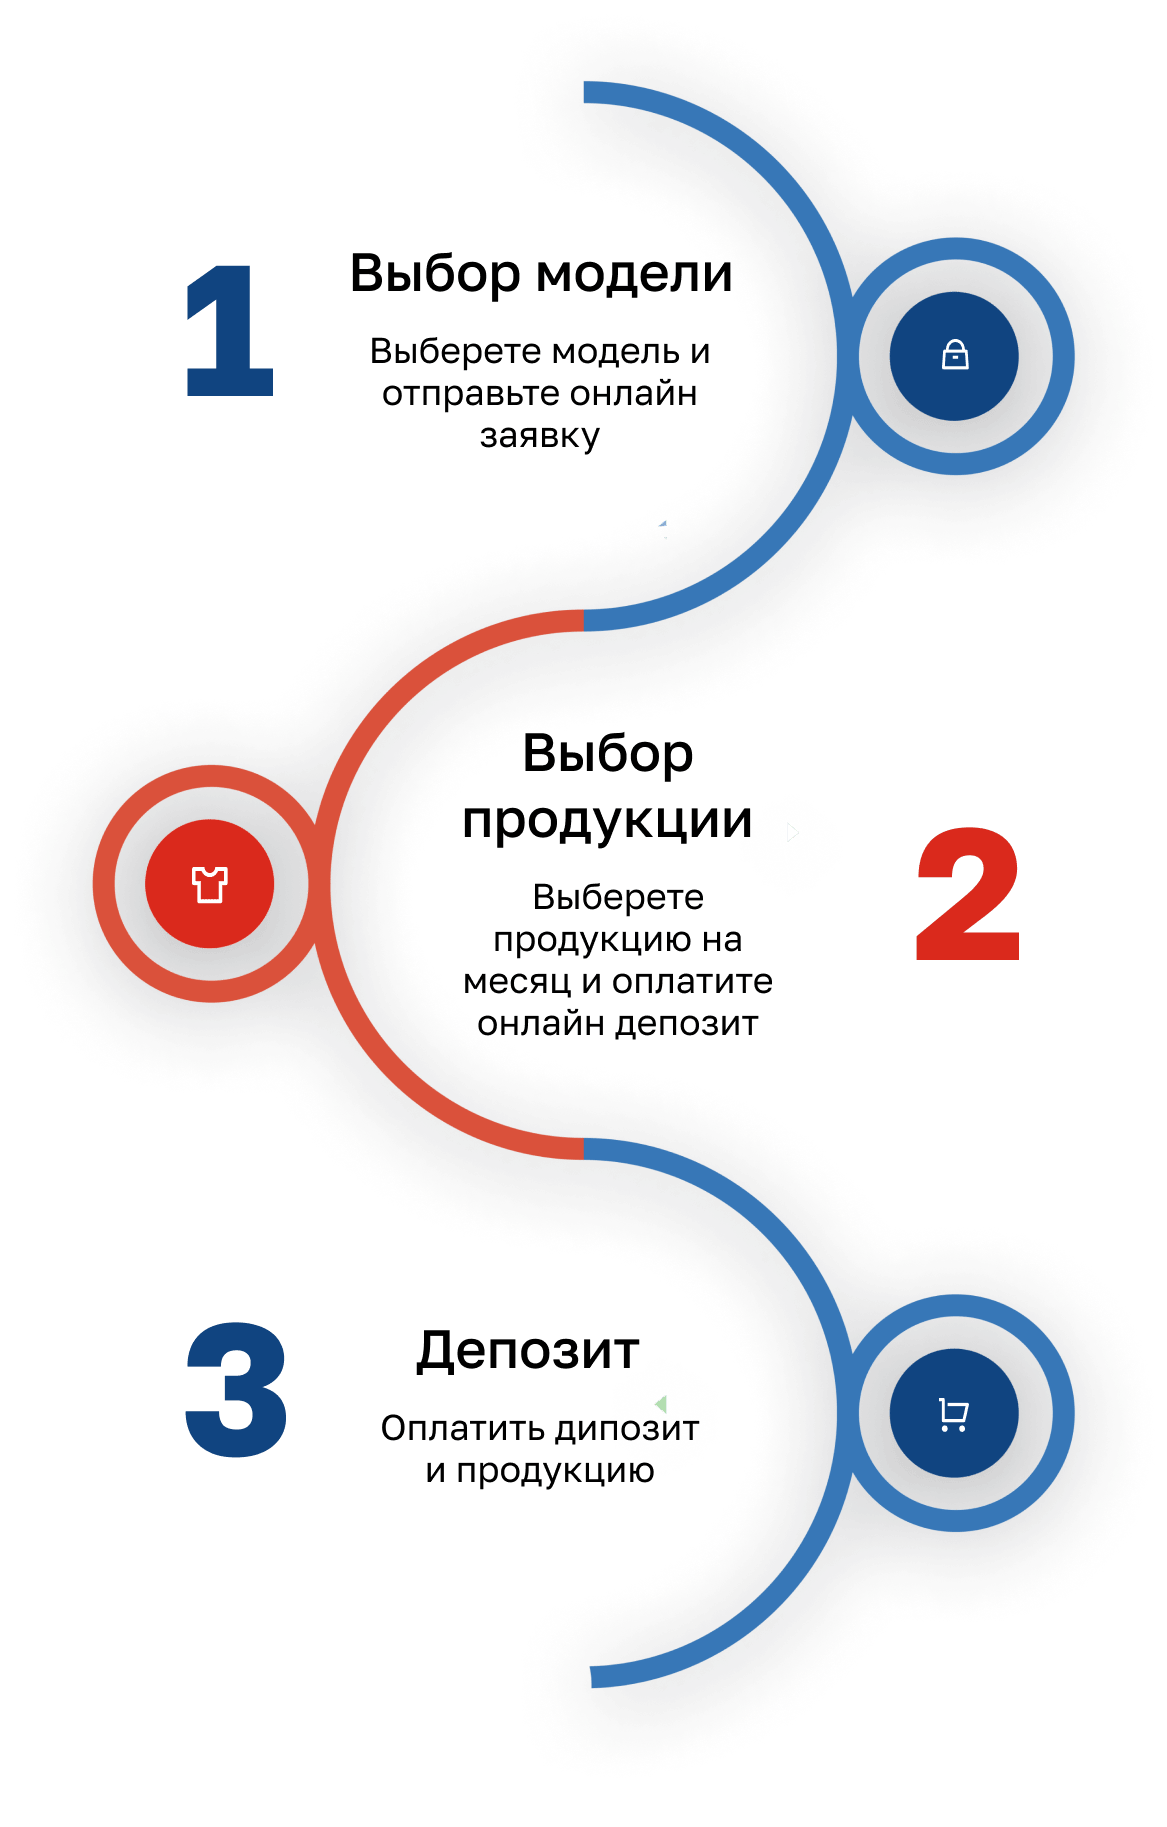 1
Выбор модели
Выберете модель и
отправьте онлайн
заявку
Выбор
продукции
Выберете
продукцию на
месяц и оплатите
онлайн депозит
2
3
Депозит
Оплатить дипозит
и продукцию